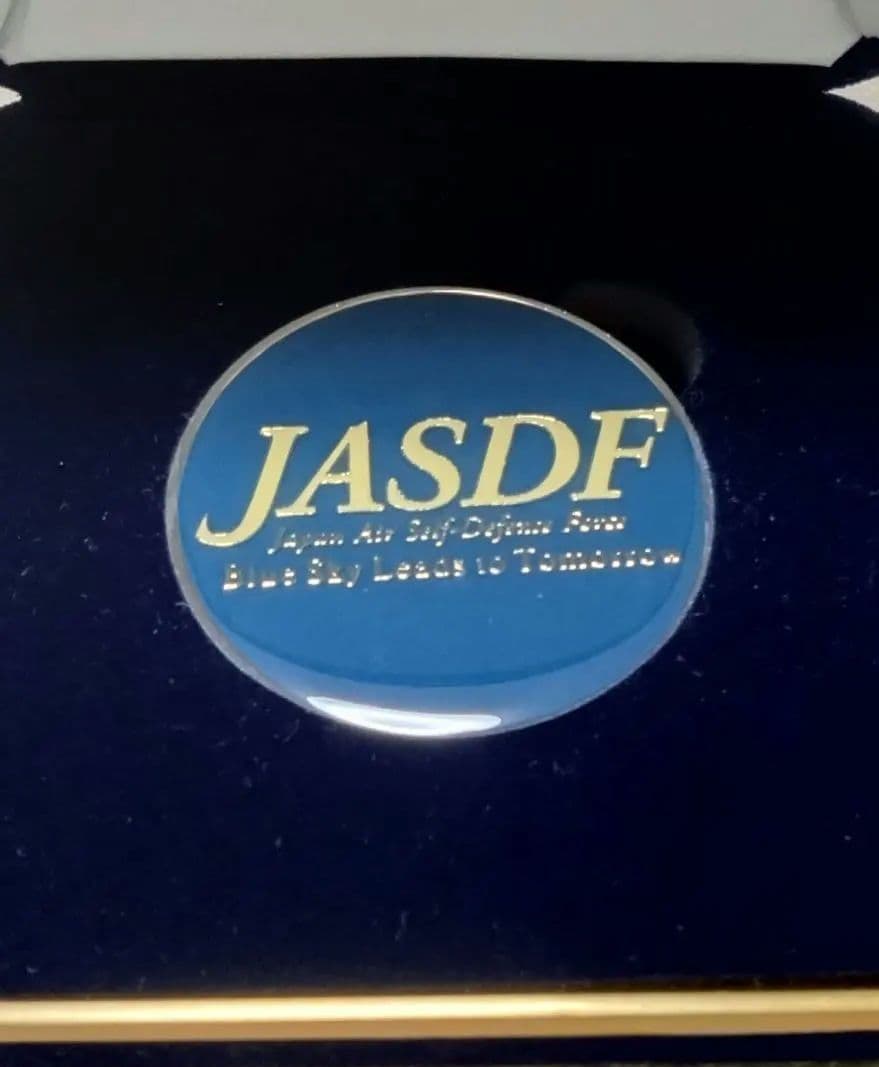 JASDF
Japan Air Self-Defense Force
Blue Sky Leads to Tomorrow